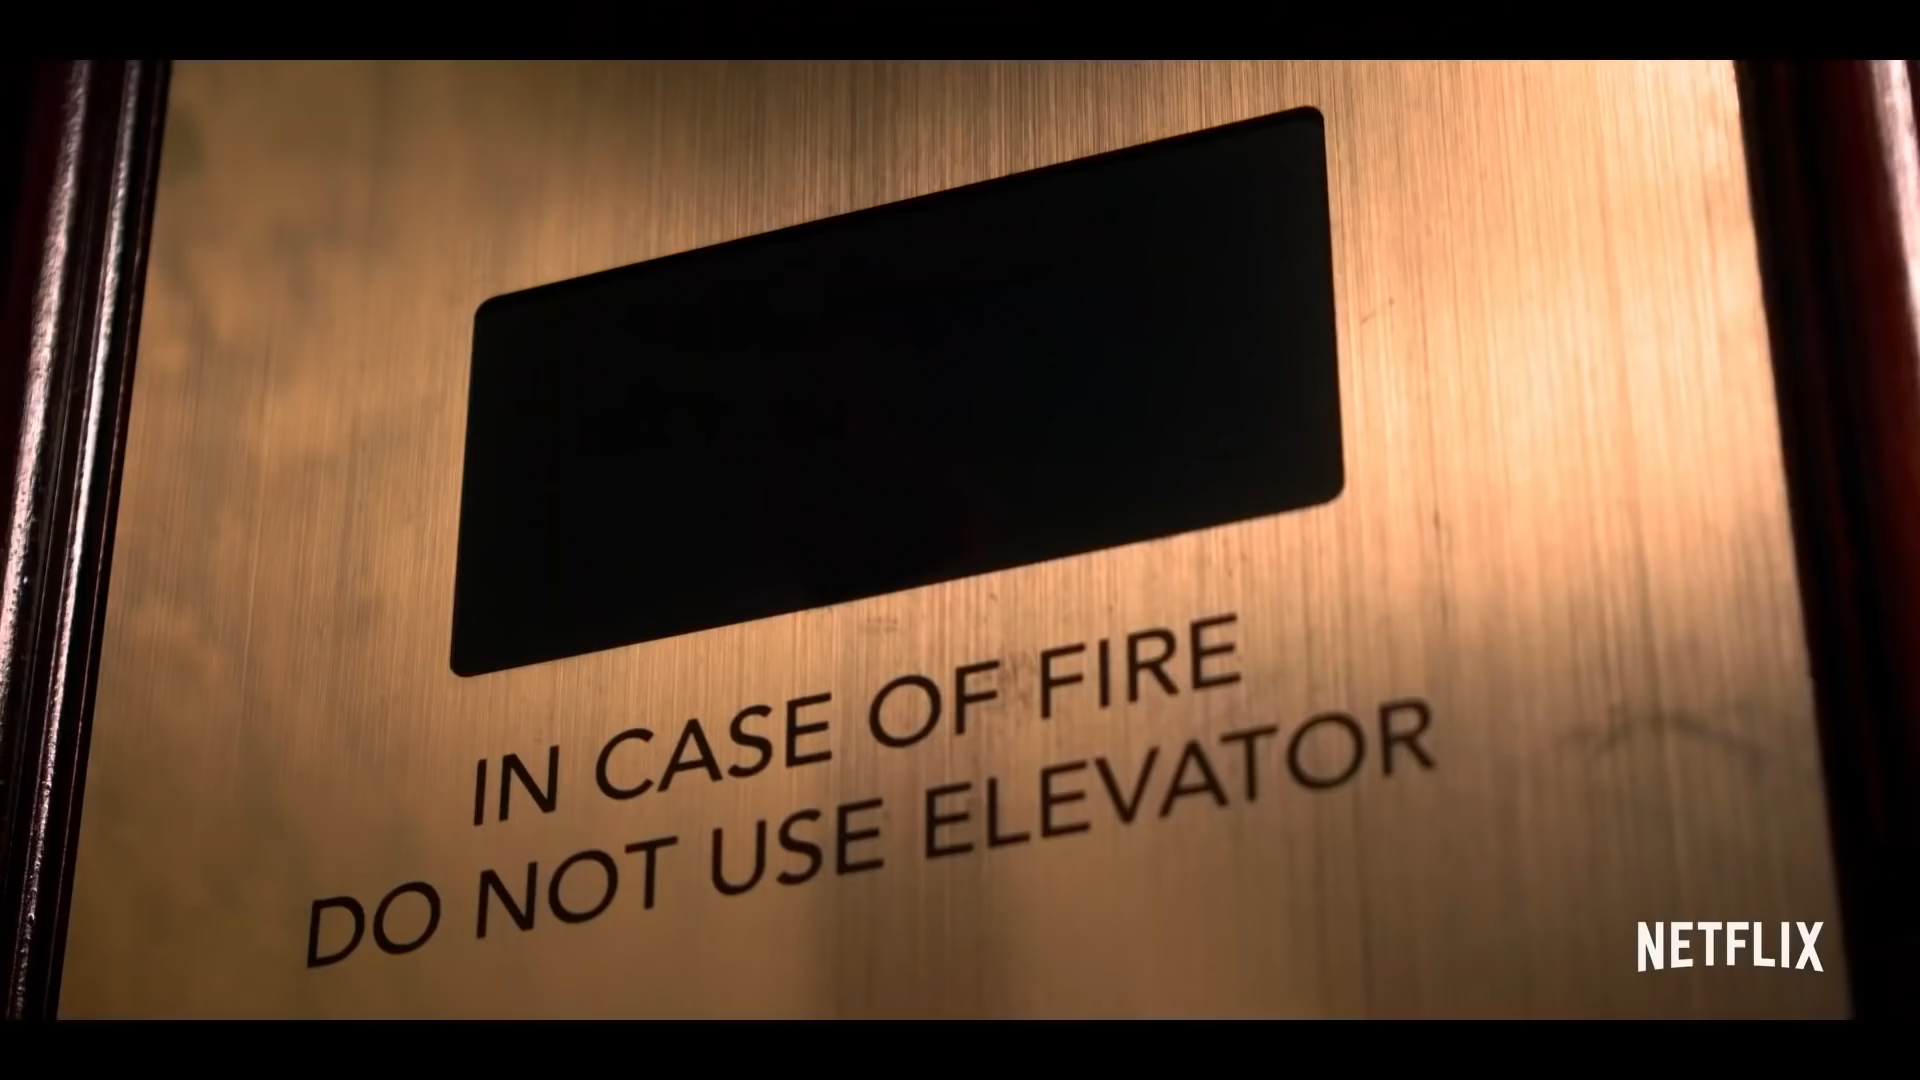 IN CASE OF FIRE
DO NOT USE ELEVATOR
NETFLIX